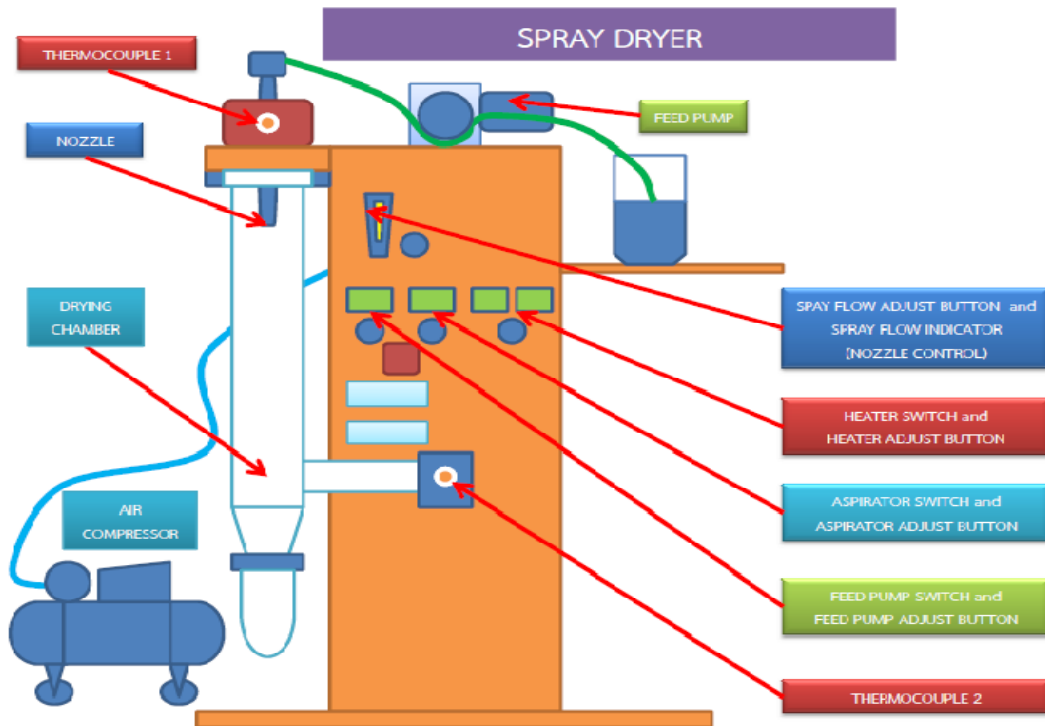 SPRAY DRYER
THERMOCOUPLE 1
NOZZLE
FEED PUMP
DRYING
CHAMBER
AIR
COMPRESSOR
SPAY FLOW ADJUST BUTTON and
SPRAY FLOW INDICATOR
(NOZZLE CONTROL)
HEATER SWITCH and
HEATER ADJUST BUTTON
ASPIRATOR SWITCH and
ASPIRATOR ADJUST BUTTON
FEED PUMP SWITCH and
FEED PUMP ADJUST BUTTON
THERMOCOUPLE 2